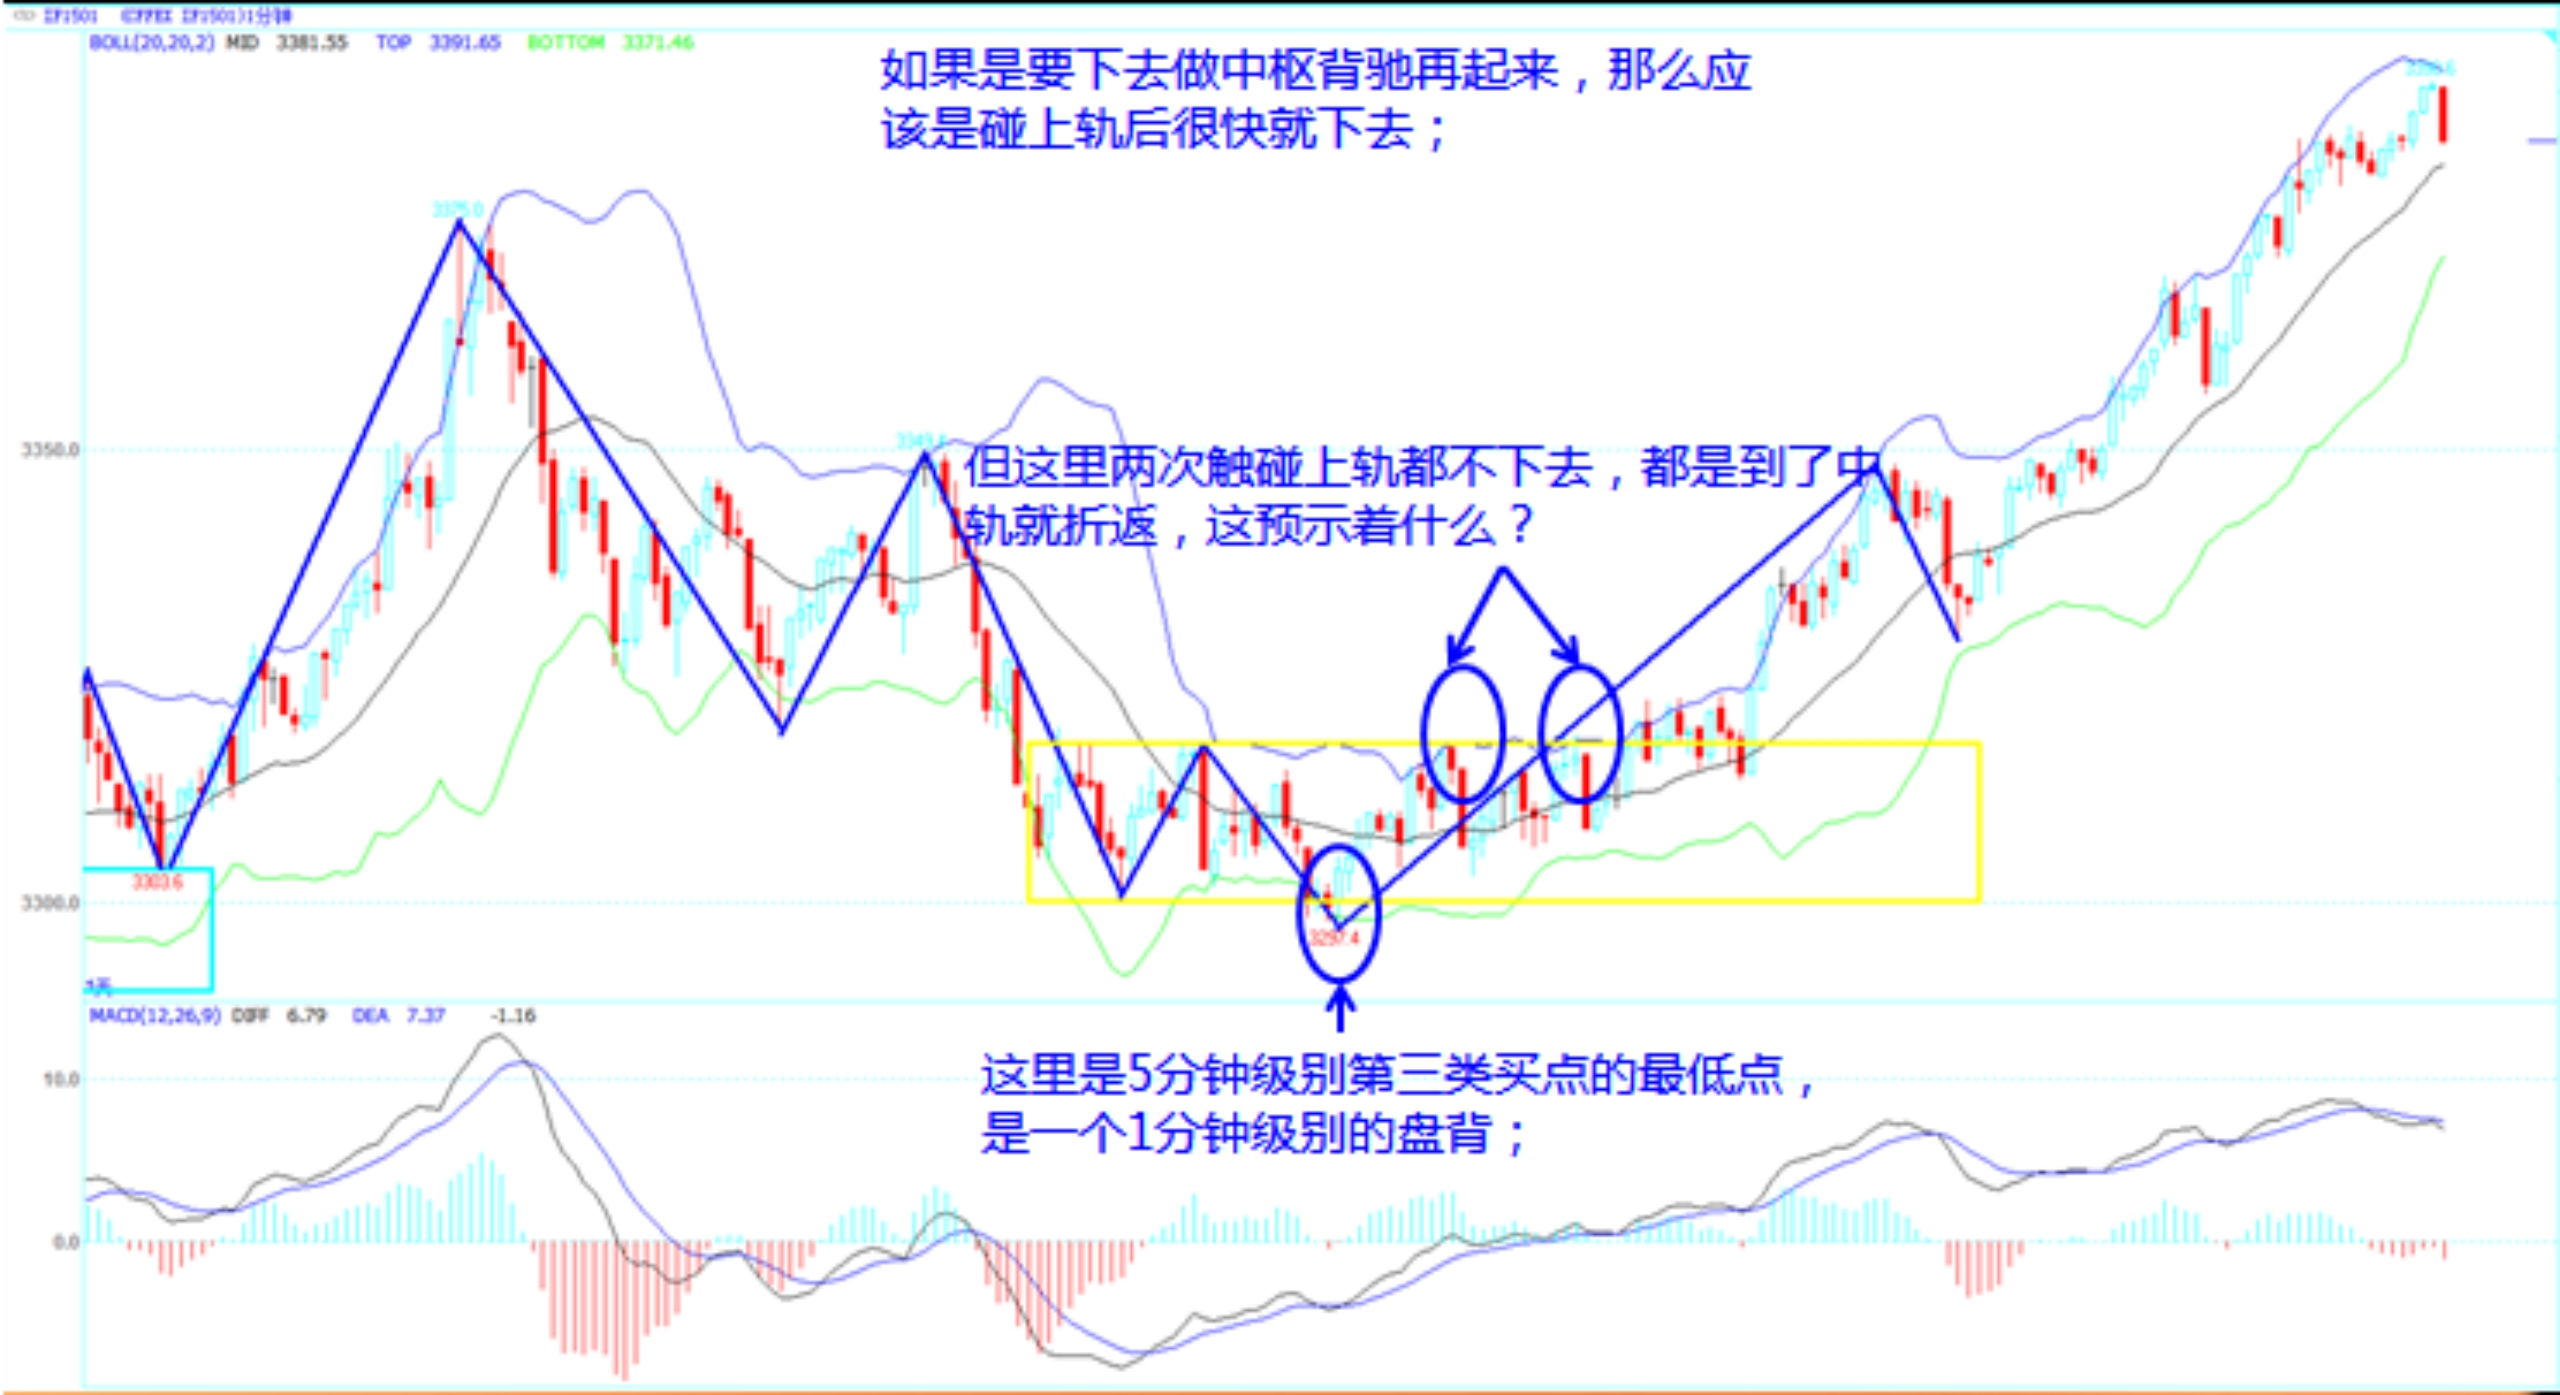 IF1501 (CFFEX IF1501)1分钟
BOLL(20,20,2) MID 3381.55 TOP 3391.65 BOTTOM 3371.46
如果是要下去做中枢背驰再起来，那么应
该是碰上轨后很快就下去；
3375.0
3350.0
但这里两次触碰上轨都不下去，都是到了中
轨就折返，这预示着什么？
3303.6
3300.0
3297.4
MACD(12,26,9) DIFF 6.79 DEA 7.37 -1.16
10.0
这里是5分钟级别第三类买点的最低点，
是一个1分钟级别的盘背；
0.0